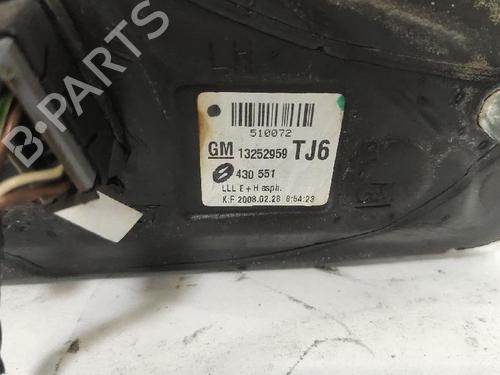 LH
510072
GM 13252959 TJ6
430 551
LLL E+H asph.
K.F 2008.02.28 8:54:23
B-PARTS